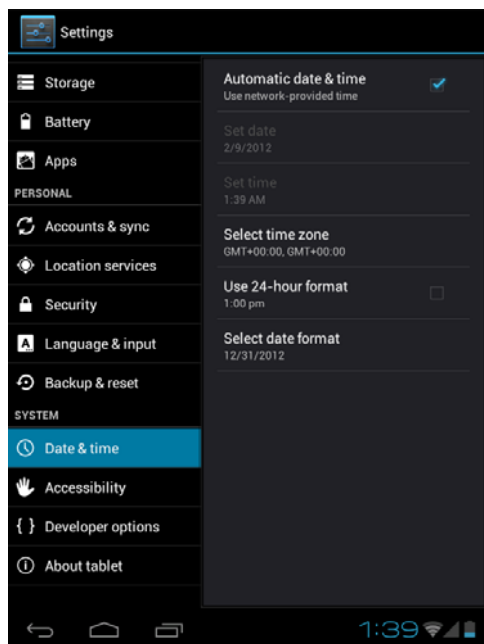 Settings
Storage
Battery
Apps
PERSONAL
Accounts & sync
Location services
Security
A Language & input
Backup & reset
SYSTEM
Date & time
Accessibility
{ } Developer options
About tablet
Automatic date & time
Use network-provided time
Set date
2/9/2012
Set time
1:39 AM
Select time zone
GMT+00:00, GMT+00:00
Use 24-hour format
1:00 pm
Select date format
12/31/2012
1:39